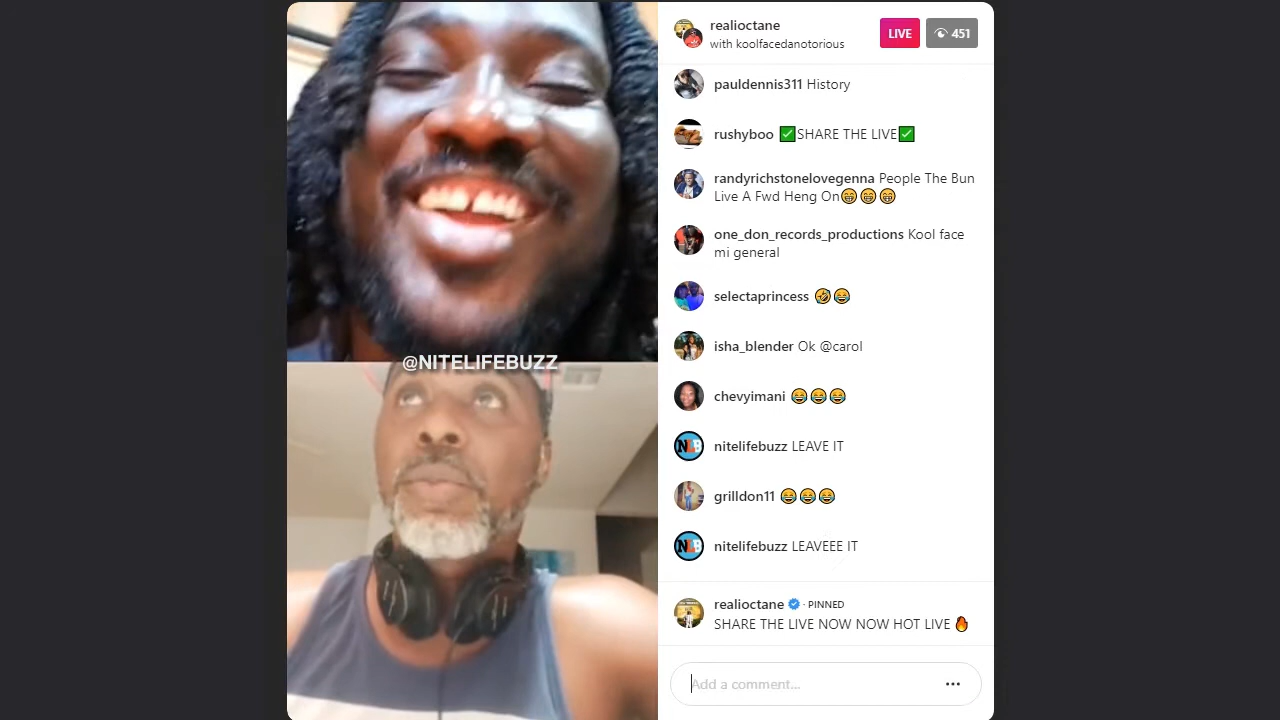 @NITELIFEBUZZ
realioctane
with koolfacedanotorious
LIVE
451
pauldennis311 History
rushyboo ✅SHARE THE LIVE✅
randyrichstonelovegenna People The Bun
Live A Fwd Heng On😁😁😁
one_don_records_productions Kool face
mi general
selectaprincess 🤣😂
isha_blender Ok @carol
chevyimani 😂😂😂
nitelifebuzz LEAVE IT
grilldon11 😂😂😂
nitelifebuzz LEAVEEE IT
realioctane · PINNED
SHARE THE LIVE NOW NOW HOT LIVE 🔥
Add a comment...